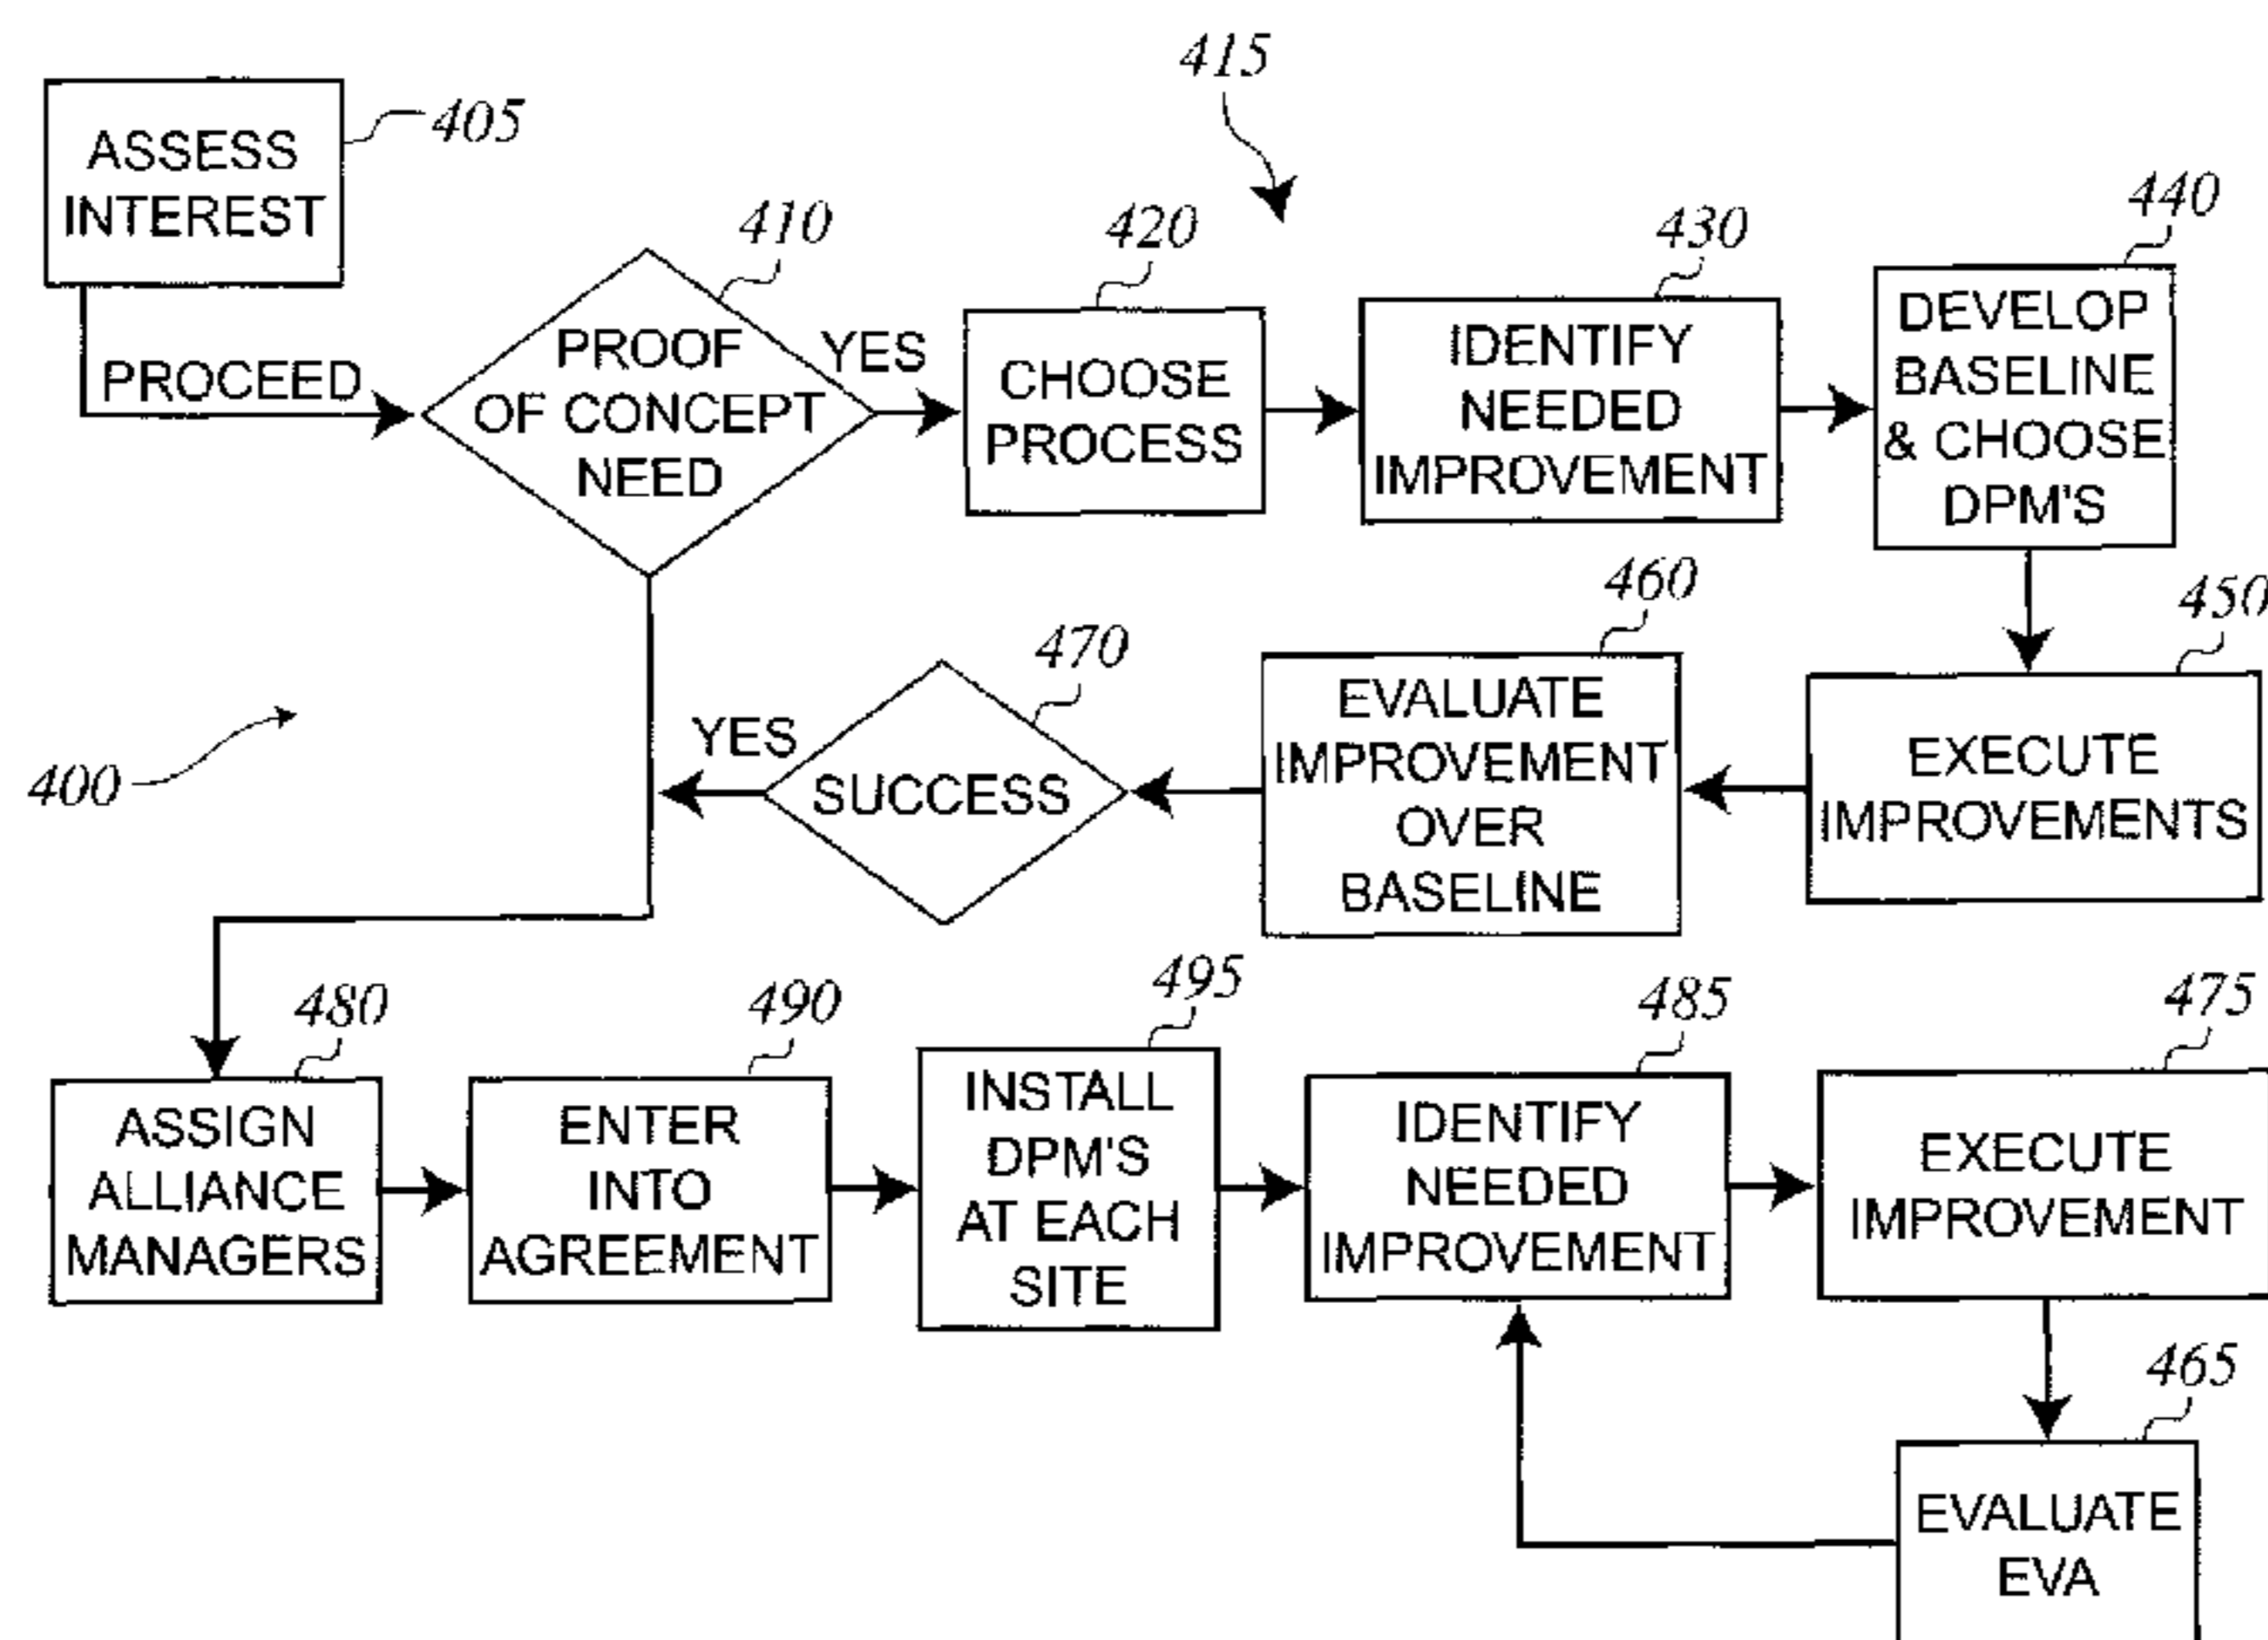 415
ASSESS
INTEREST
405
PROCEED
410
PROOF
OF CONCEPT
NEED
YES
420
CHOOSE
PROCESS
430
IDENTIFY
NEEDED
IMPROVEMENT
440
DEVELOP
BASELINE
& CHOOSE
DPM'S
450
EXECUTE
IMPROVEMENTS
460
EVALUATE
IMPROVEMENT
OVER
BASELINE
470
SUCCESS
YES
400
480
ASSIGN
ALLIANCE
MANAGERS
490
ENTER
INTO
AGREEMENT
495
INSTALL
DPM'S
AT EACH
SITE
485
IDENTIFY
NEEDED
IMPROVEMENT
475
EXECUTE
IMPROVEMENT
465
EVALUATE
EVA